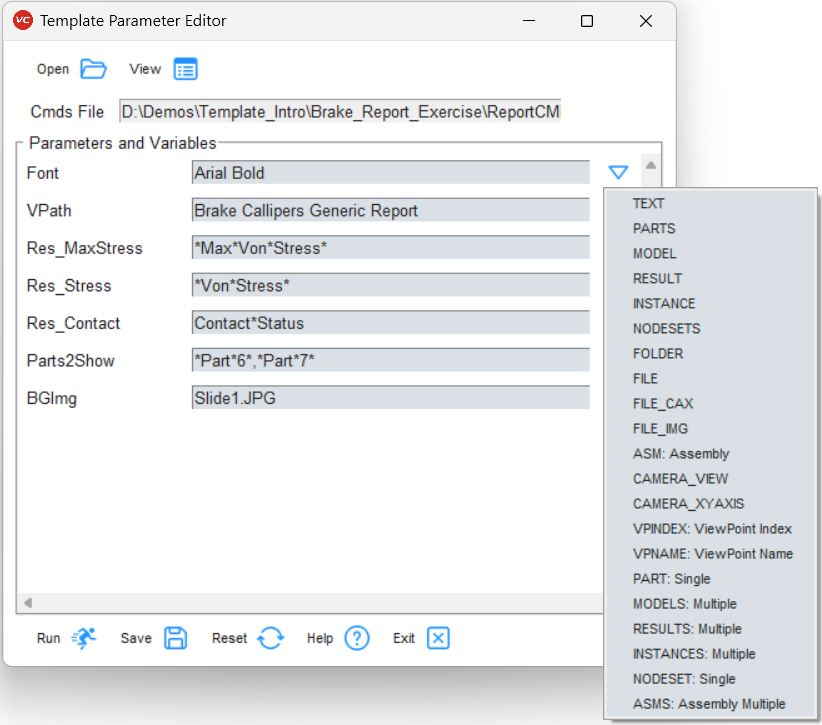 VC Template Parameter Editor
Open View
Cmds File D:\Demos\Template_Intro\Brake_Report_Exercise\ReportCM
Parameters and Variables
Font Arial Bold
VPath Brake Callipers Generic Report
Res_MaxStress *Max*Von*Stress*
Res_Stress *Von*Stress*
Res_Contact Contact*Status
Parts2Show *Part*6*,*Part*7*
BGImg Slide1.JPG
Run Save Reset Help ? Exit
TEXT
PARTS
MODEL
RESULT
INSTANCE
NODESETS
FOLDER
FILE
FILE_CAX
FILE_IMG
ASM: Assembly
CAMERA_VIEW
CAMERA_XYAXIS
VPINDEX: ViewPoint Index
VPNAME: ViewPoint Name
PART: Single
MODELS: Multiple
RESULTS: Multiple
INSTANCES: Multiple
NODESET: Single
ASMS: Assembly Multiple